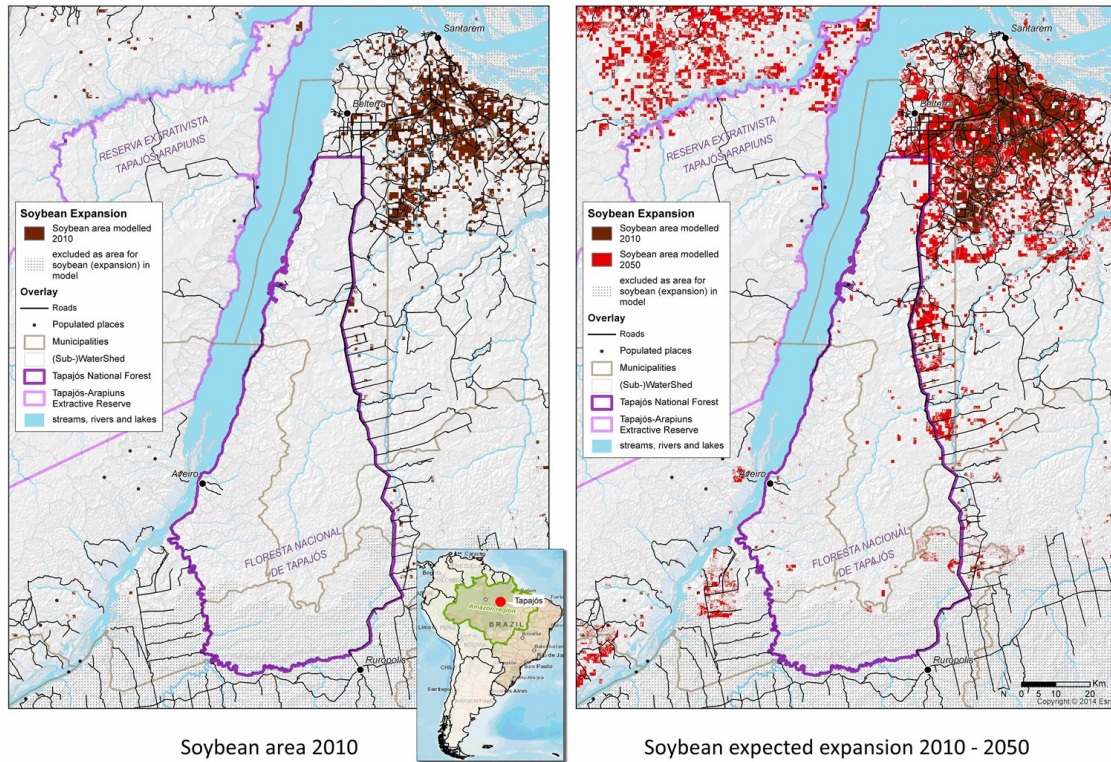 Santarem
Belterra
RESERVA EXTRATIVISTA
TAPAJÓS ARAPIUNS
Soybean Expansion
Soybean area modelled
2010
excluded as area for
soybean (expansion) in
model
Overlay
Roads
Populated places
Municipalities
(Sub-)WaterShed
Tapajós National Forest
Tapajós-Arapiuns
Extractive Reserve
streams, rivers and lakes
Aveiro
FLORESTA NACIONAL
DE TAPAJÓS
Rurópolis
Tapajós
Amazon region
BRAZIL
Lima
Brasília
São Paulo
Santiago
Soybean area 2010
Santarem
Belterra
RESERVA EXTRATIVISTA
TAPAJÓS ARAPIUNS
Soybean Expansion
Soybean area modelled
2010
Soybean area modelled
2050
excluded as area for
soybean (expansion) in
model
Overlay
Roads
Populated places
Municipalities
(Sub-)WaterShed
Tapajós National Forest
Tapajós-Arapiuns
Extractive Reserve
streams, rivers and lakes
Aveiro
FLORESTA NACIONAL
DE TAPAJÓS
Rurópolis
N 0 5 10 20 Km
Copyright © 2014 Esri
Soybean expected expansion 2010 - 2050